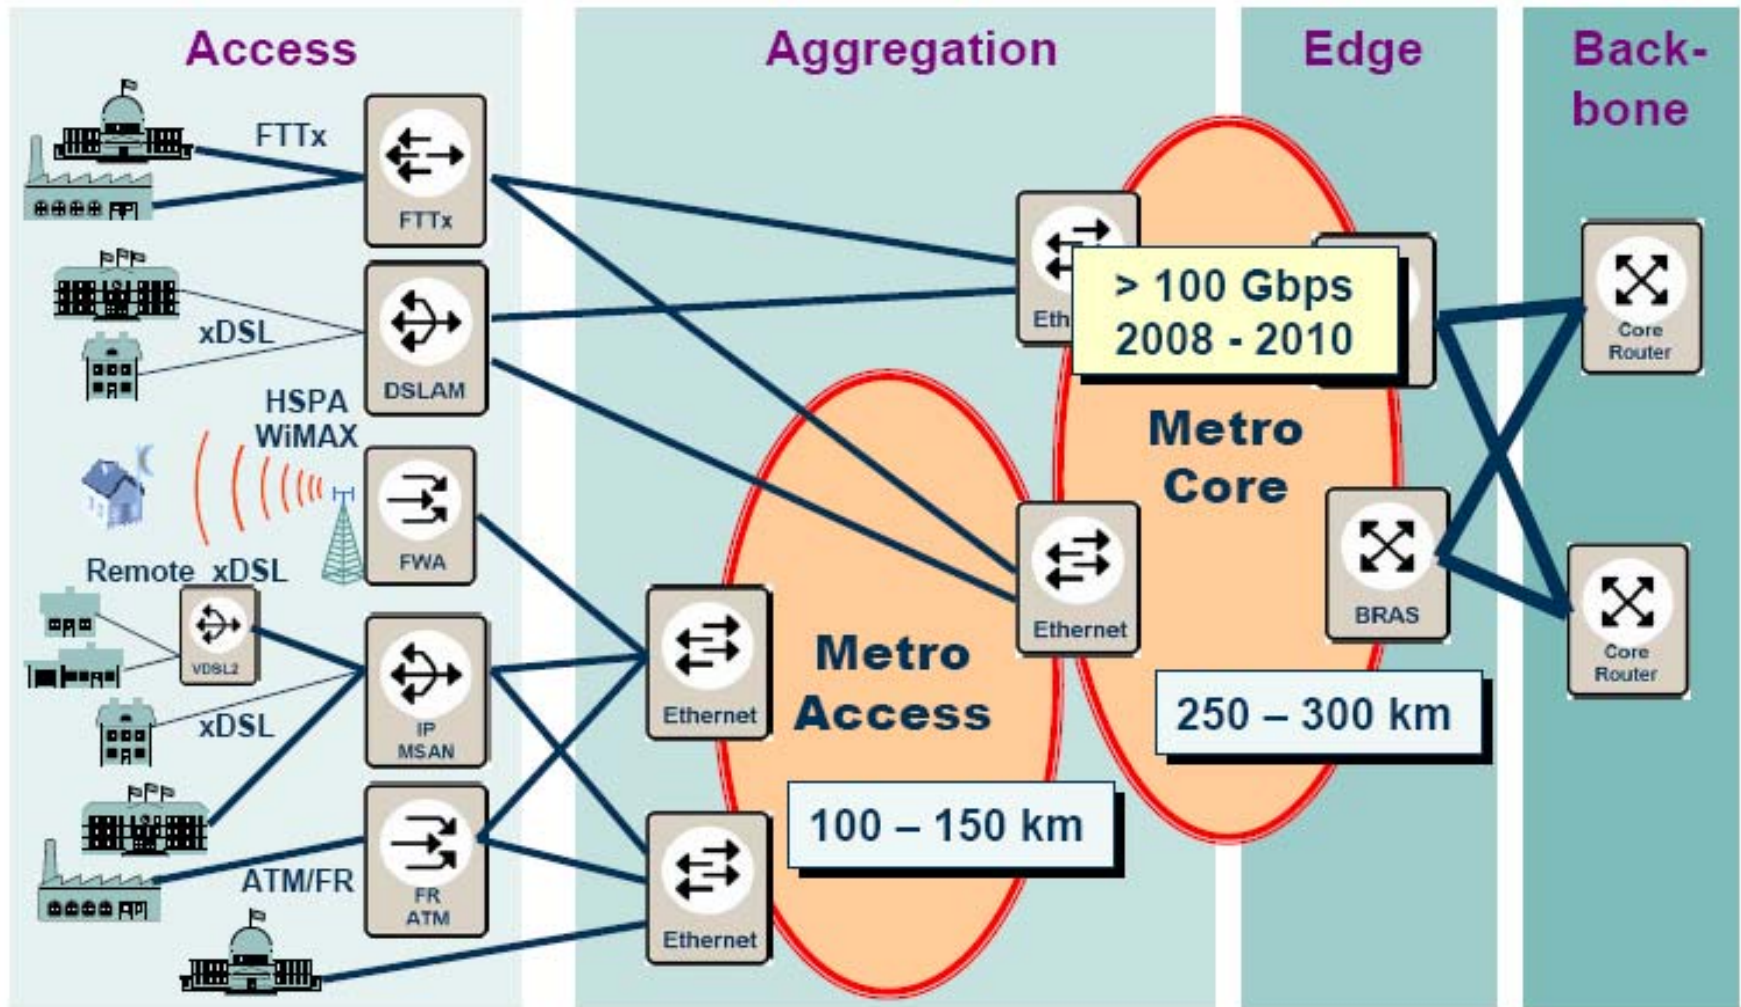 Access
Aggregation
Edge
Back-
bone
FTTx
FTTx
xDSL
DSLAM
HSPA
WiMAX
FWA
Remote xDSL
VDSL2
xDSL
IP
MSAN
ATM/FR
FR
ATM
Ethernet
Ethernet
Metro
Access
100 – 150 km
Eth
Ethernet
> 100 Gbps
2008 - 2010
Metro
Core
BRAS
250 – 300 km
Core
Router
Core
Router